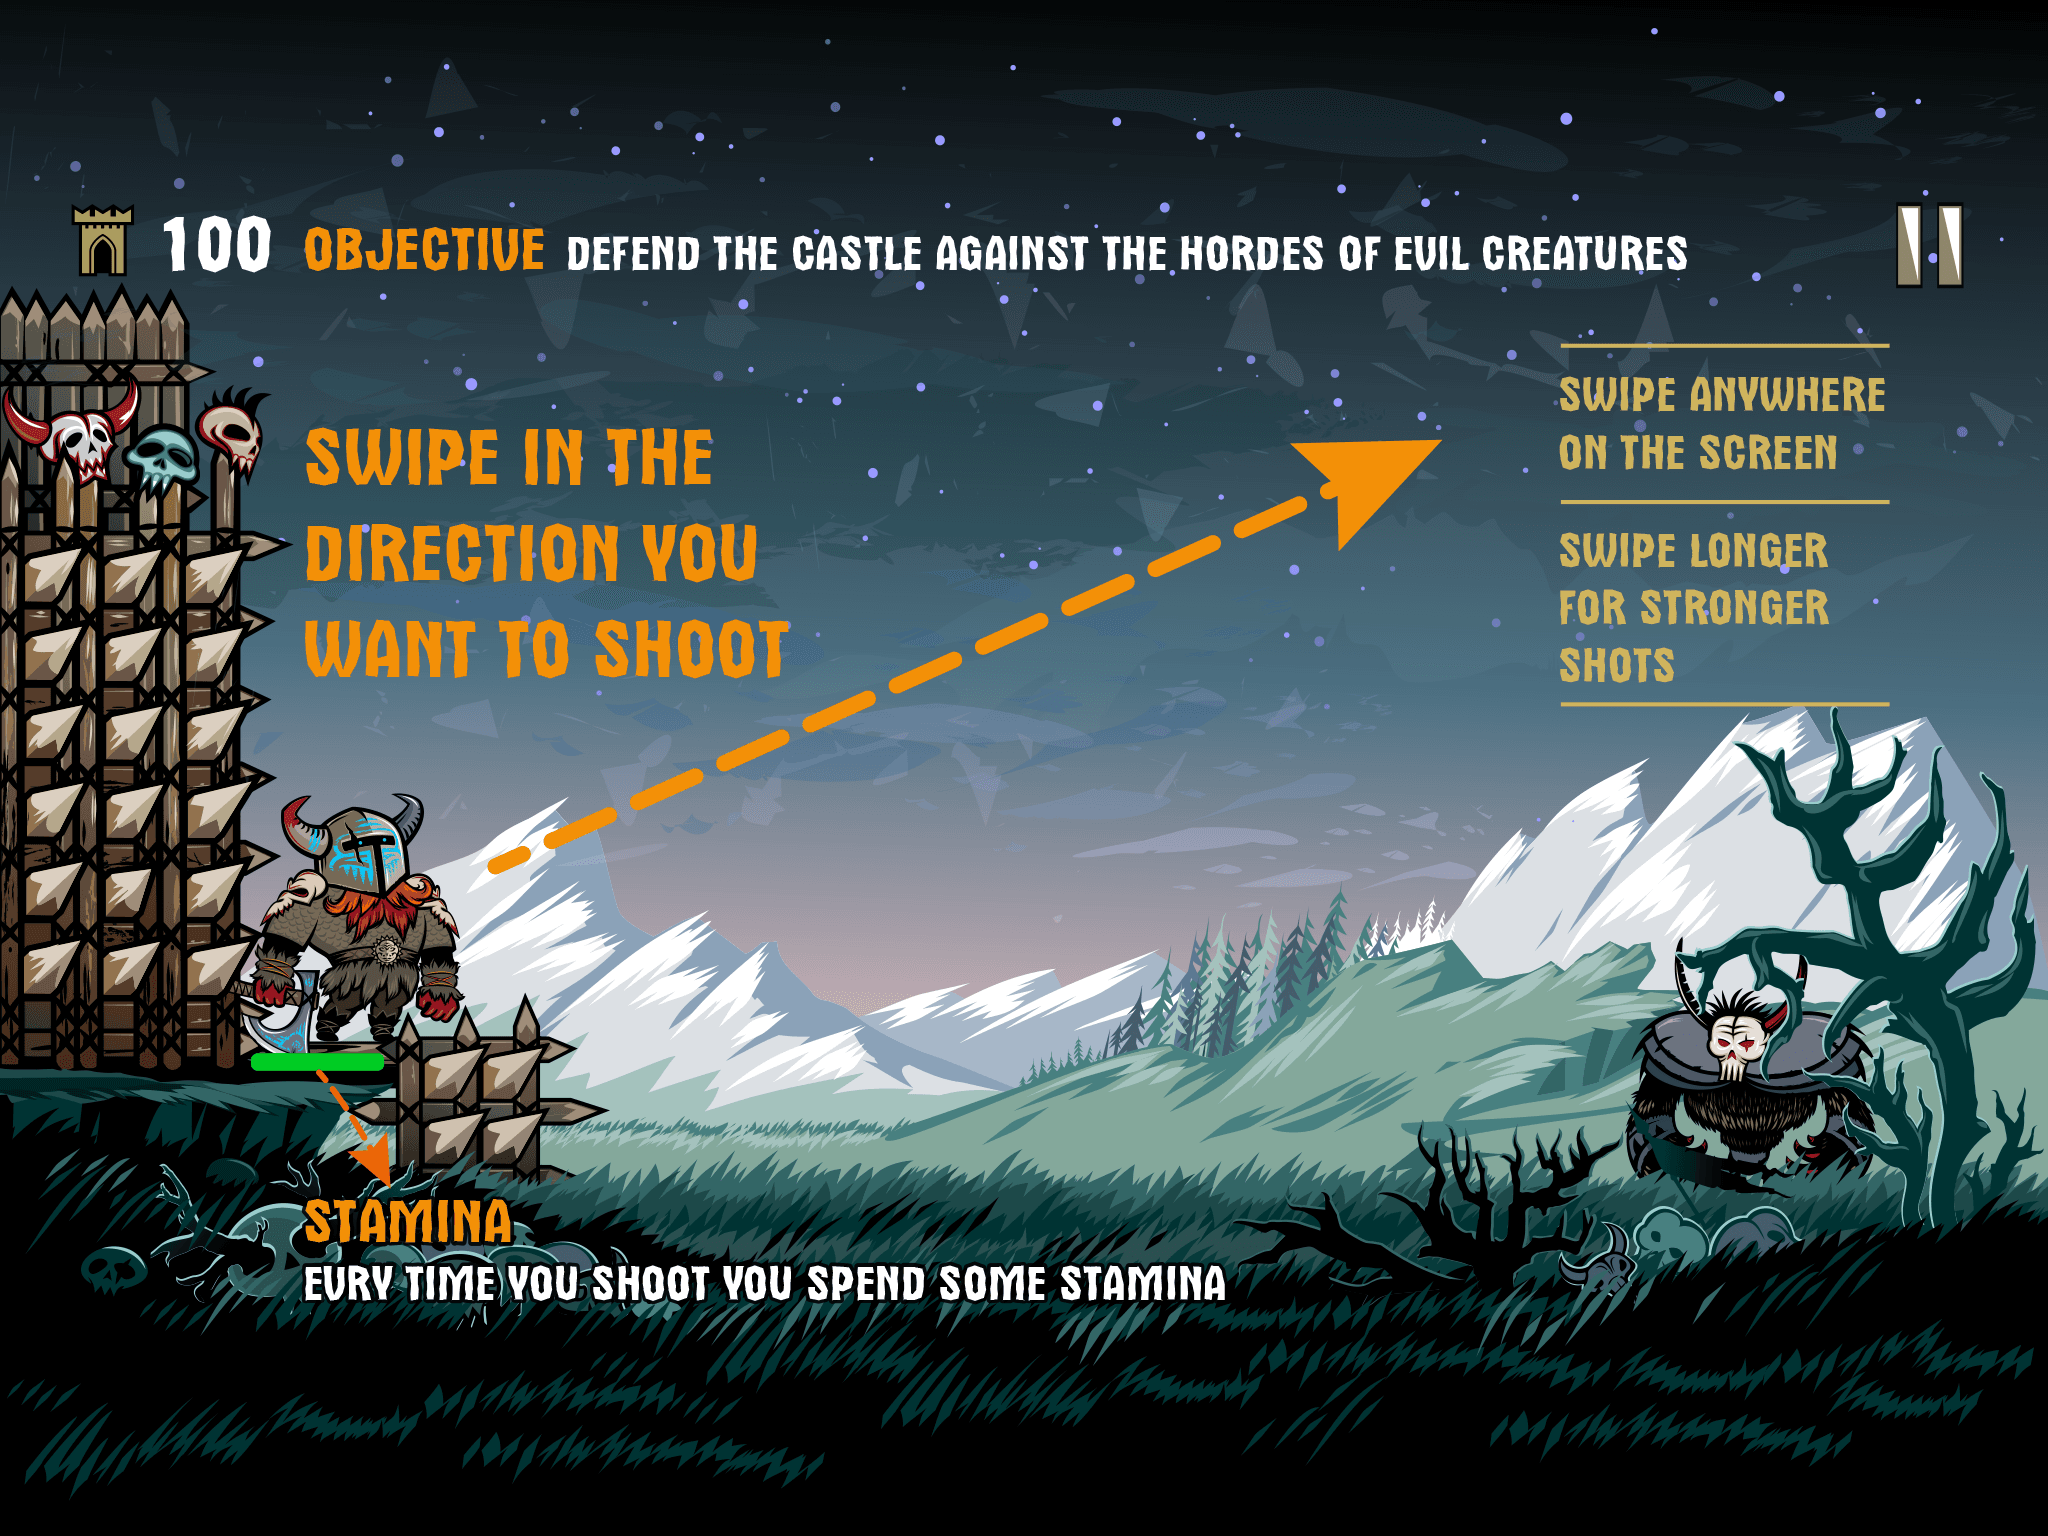 100 OBJECTIVE DEFEND THE CASTLE AGAINST THE HORDES OF EVIL CREATURES
SWIPE IN THE
DIRECTION YOU
WANT TO SHOOT
SWIPE ANYWHERE
ON THE SCREEN
SWIPE LONGER
FOR STRONGER
SHOTS
STAMINA
EVRY TIME YOU SHOOT YOU SPEND SOME STAMINA